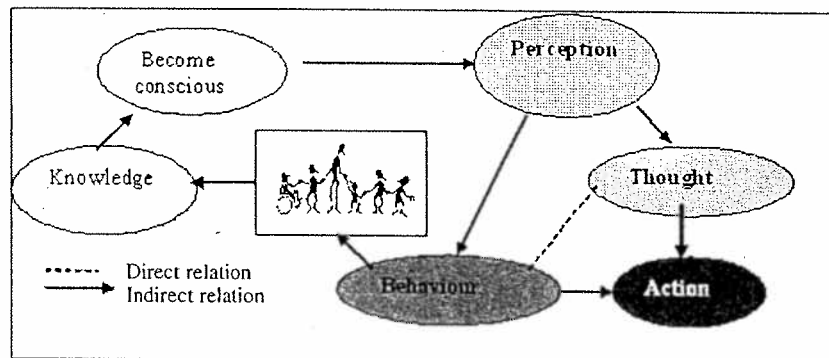 Become
conscious
Perception
Knowledge
Thought
Behaviour
Action
Direct relation
Indirect relation